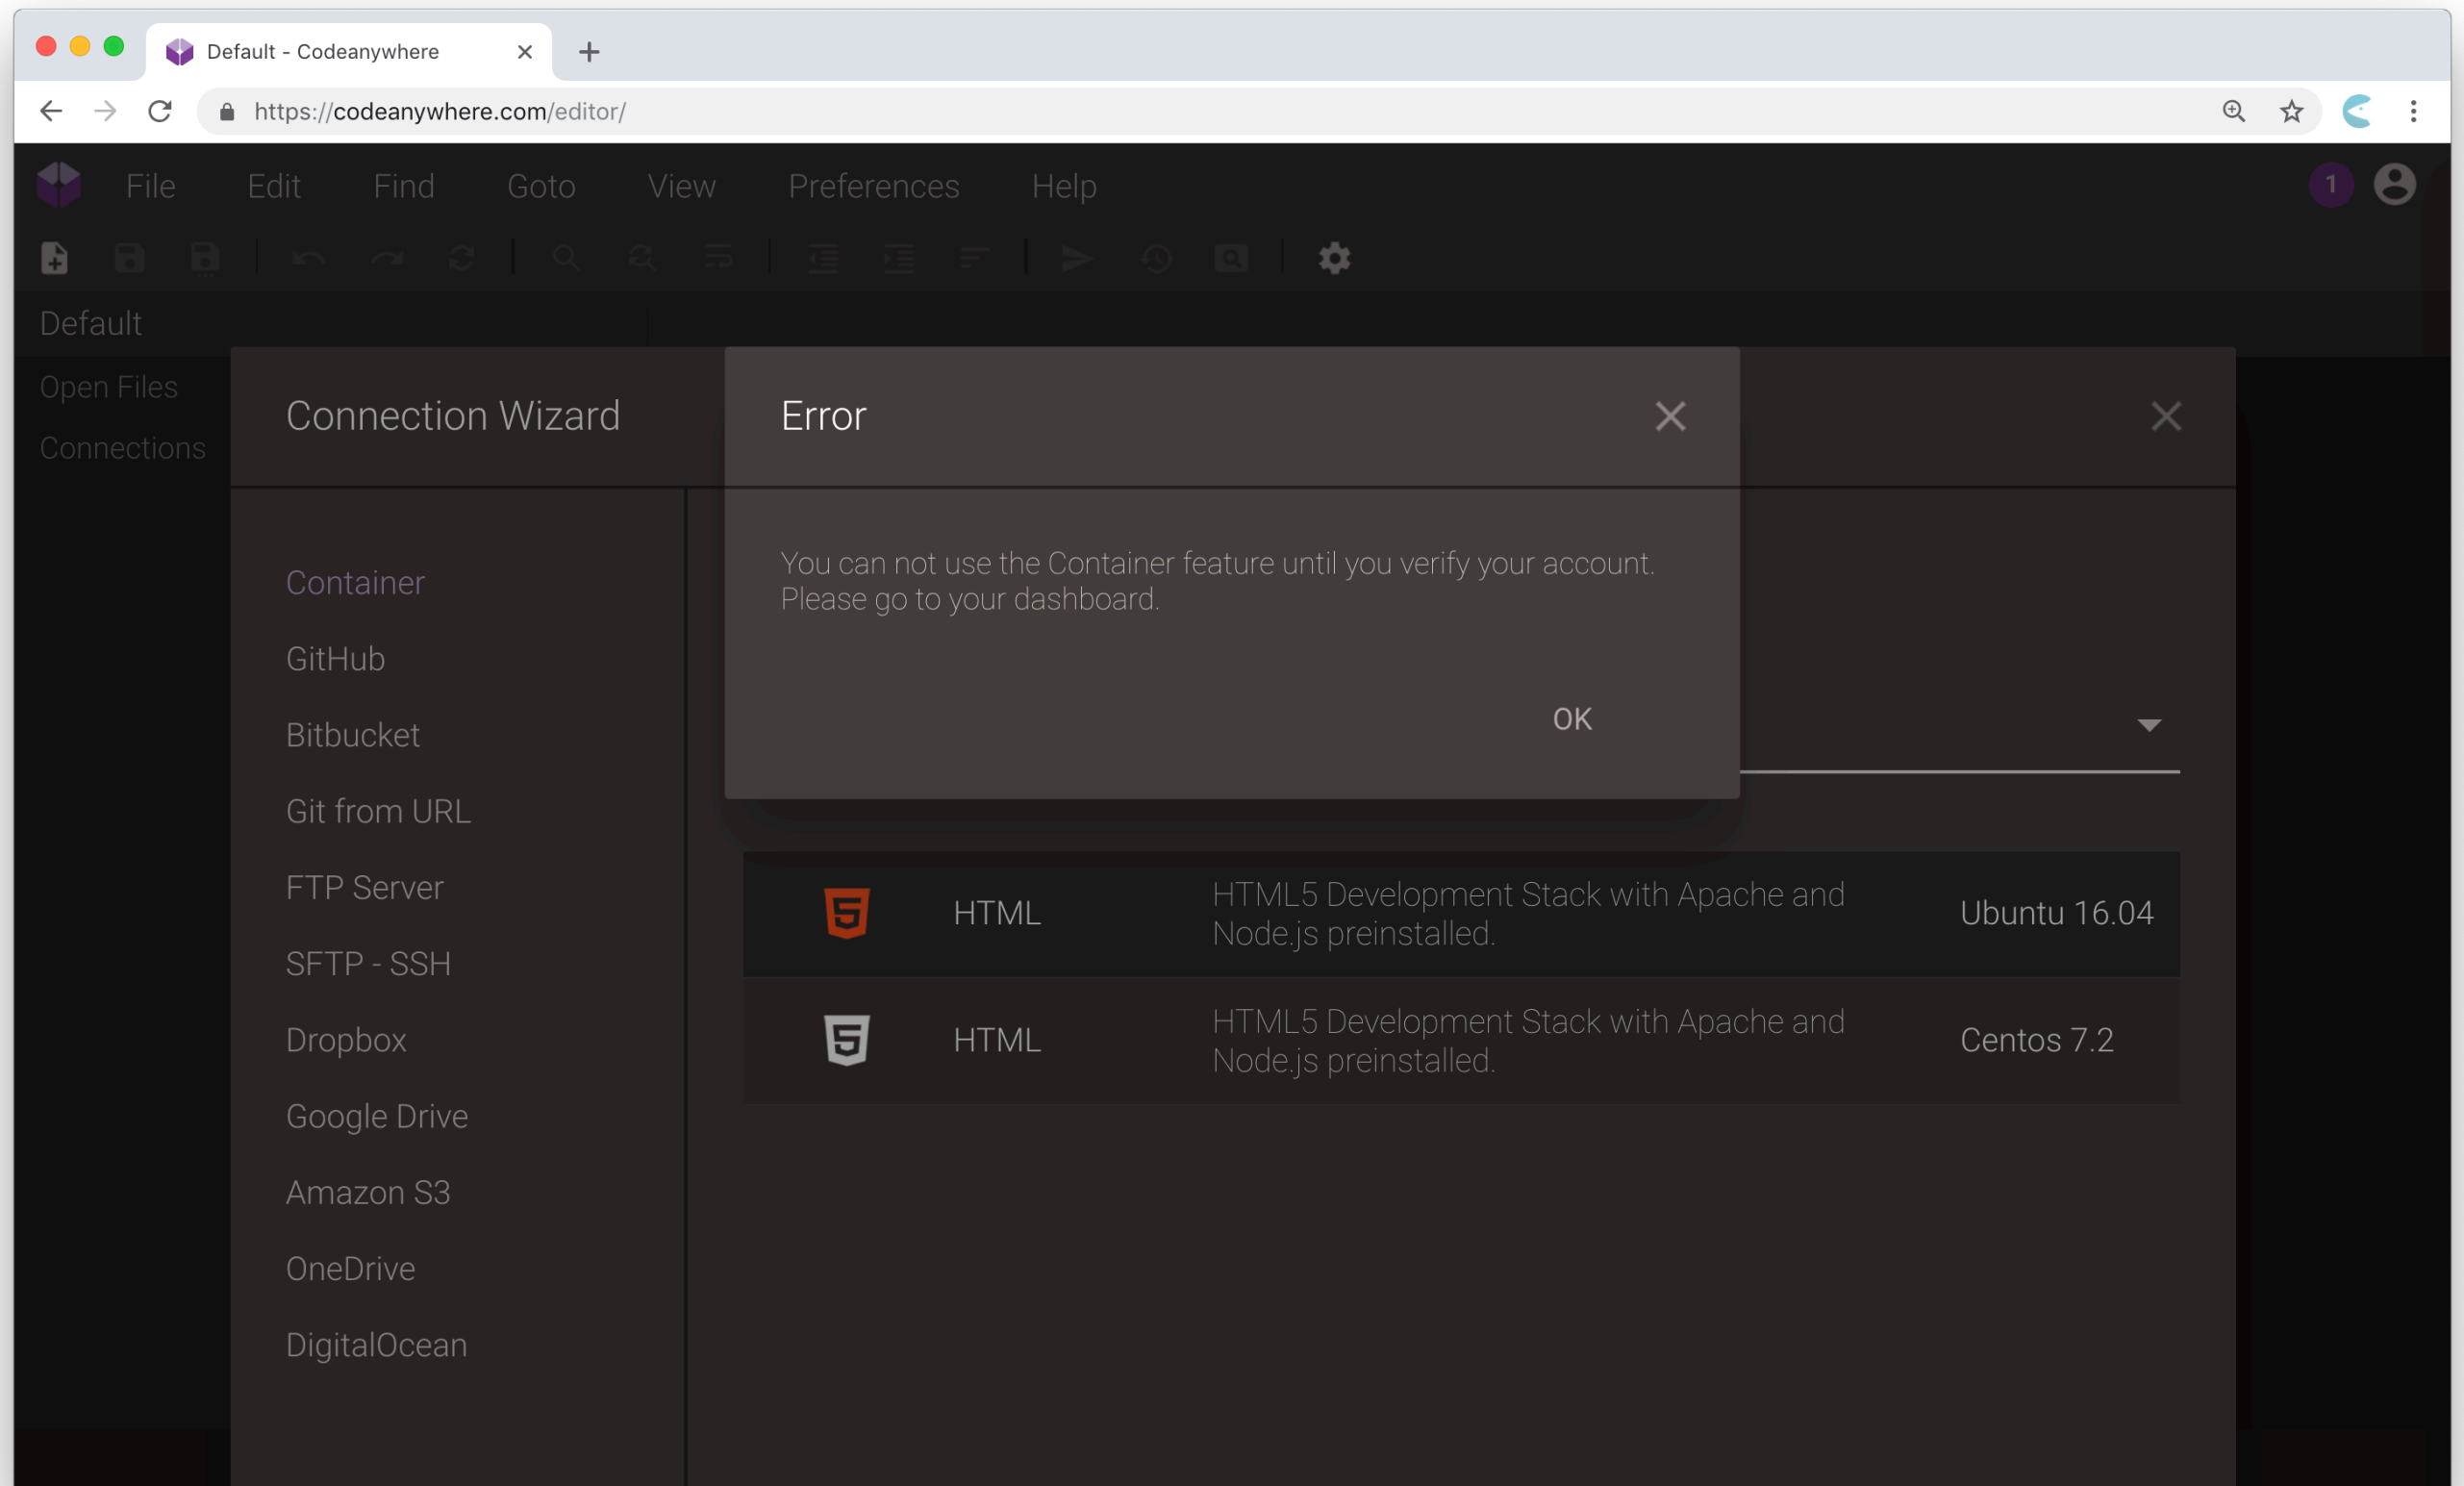 Default - Codeanywhere
https://codeanywhere.com/editor/
File Edit Find Goto View Preferences Help 1
Default
Open Files
Connections
Connection Wizard
Error
You can not use the Container feature until you verify your account.
Please go to your dashboard.
OK
Container
GitHub
Bitbucket
Git from URL
FTP Server
SFTP - SSH
Dropbox
Google Drive
Amazon S3
OneDrive
DigitalOcean
HTML
HTML5 Development Stack with Apache and
Node.js preinstalled.
Ubuntu 16.04
HTML
HTML5 Development Stack with Apache and
Node.js preinstalled.
Centos 7.2